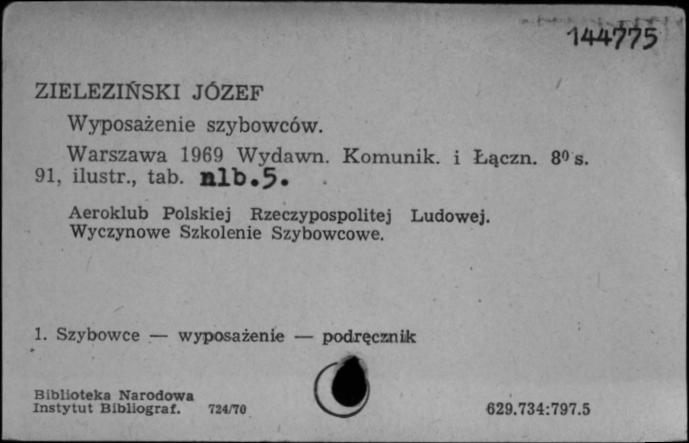 144775
ZIELEZIŃSKI JÓZEF
Wyposażenie szybowców.
Warszawa 1969 Wydawn. Komunik. i Łączn. 8⁰ s.
91, ilustr., tab. nlb.5.
Aeroklub Polskiej Rzeczypospolitej Ludowej.
Wyczynowe Szkolenie Szybowcowe.
1. Szybowce — wyposażenie — podręcznik
Biblioteka Narodowa
Instytut Bibliograf. 724/70 629.734:797.5